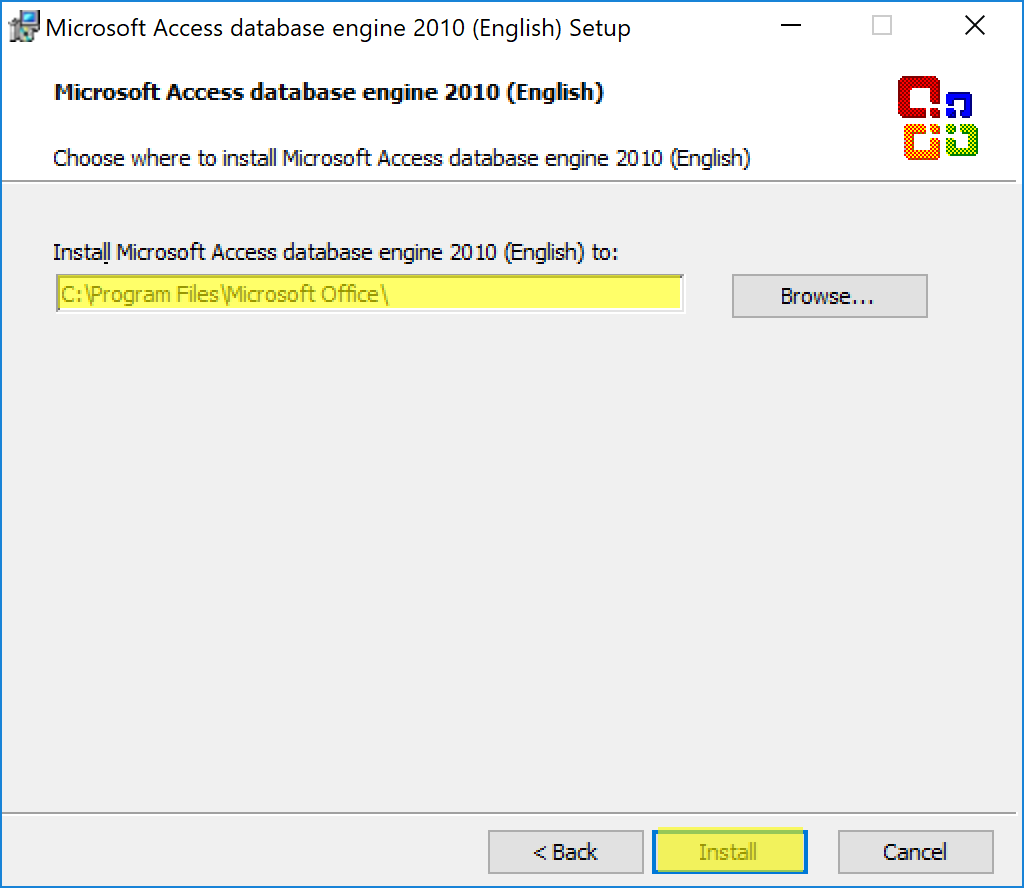 Microsoft Access database engine 2010 (English) Setup
Microsoft Access database engine 2010 (English)
Choose where to install Microsoft Access database engine 2010 (English)
Install Microsoft Access database engine 2010 (English) to:
C:\Program Files\Microsoft Office\
Browse...
< Back
Install
Cancel